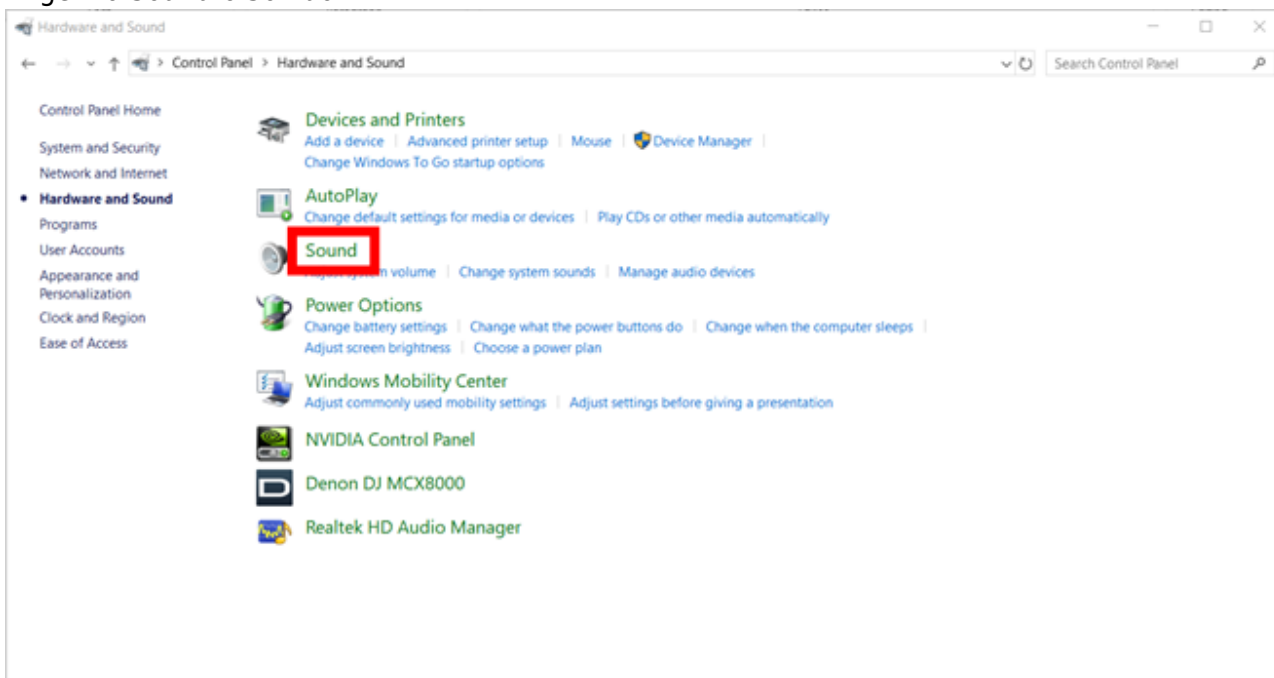 Hardware and Sound
Control Panel > Hardware and Sound
Search Control Panel
Control Panel Home
System and Security
Network and Internet
Hardware and Sound
Programs
User Accounts
Appearance and
Personalization
Clock and Region
Ease of Access
Devices and Printers
Add a device | Advanced printer setup | Mouse | Device Manager |
Change Windows To Go startup options
AutoPlay
Change default settings for media or devices | Play CDs or other media automatically
Sound
volume | Change system sounds | Manage audio devices
Power Options
Change battery settings | Change what the power buttons do | Change when the computer sleeps |
Adjust screen brightness | Choose a power plan
Windows Mobility Center
Adjust commonly used mobility settings | Adjust settings before giving a presentation
NVIDIA Control Panel
Denon DJ MCX8000
Realtek HD Audio Manager